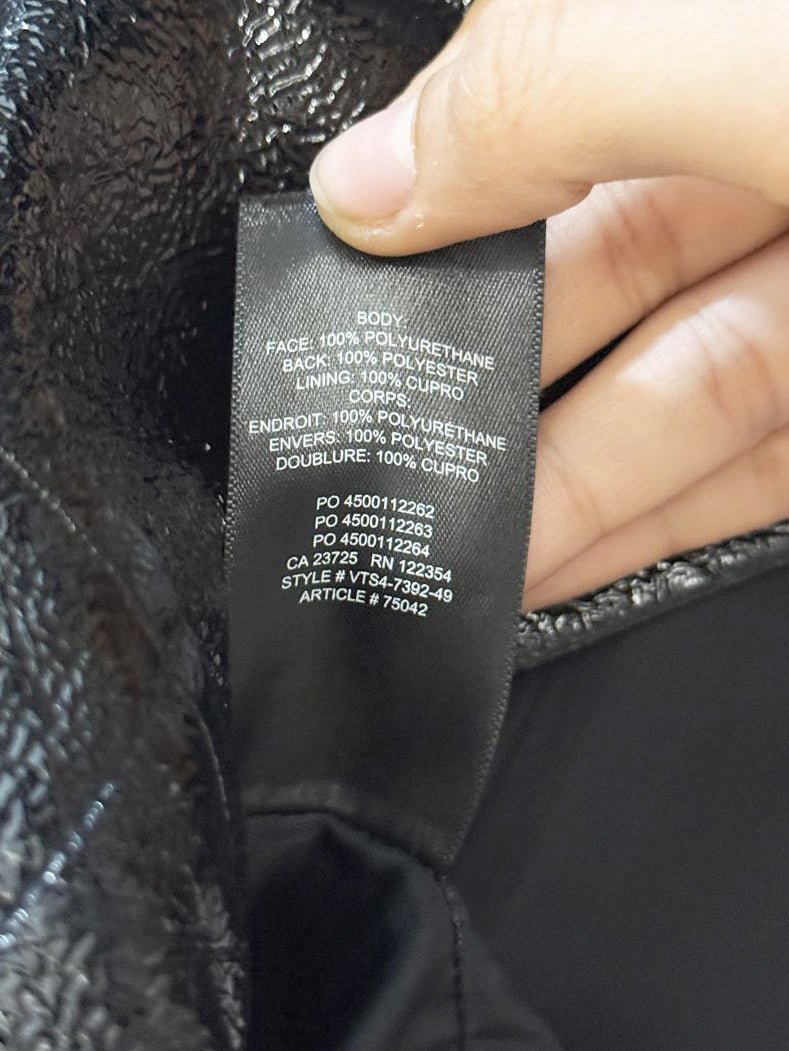 BODY:
FACE: 100% POLYURETHANE
BACK: 100% POLYESTER
LINING: 100% CUPRO
CORPS:
ENDROIT: 100% POLYURETHANE
ENVERS: 100% POLYESTER
DOUBLURE: 100% CUPRO
PO 4500112262
PO 4500112263
PO 4500112264
CA 23725 RN 122354
STYLE # VTS4-7392-49
ARTICLE # 75042